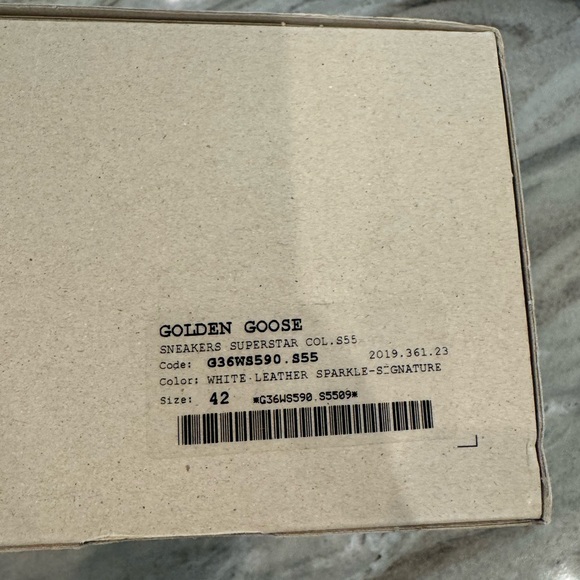 GOLDEN GOOSE
SNEAKERS SUPERSTAR COL.S55
Code: G36WS590.S55 2019.361.23
Color: WHITE LEATHER SPARKLE-SIGNATURE
Size: 42 *G36WS590.S5509*